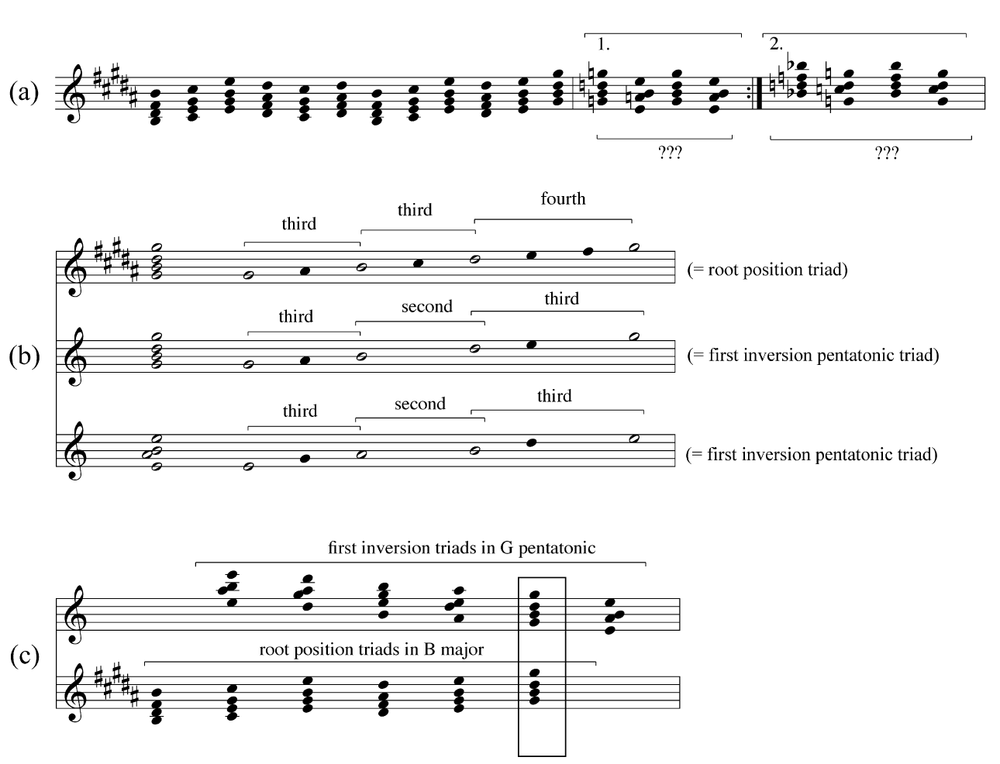 1.
2.
(a)
???
???
fourth
third
third
(= root position triad)
third
second
third
(b)
(= first inversion pentatonic triad)
third
second
third
(= first inversion pentatonic triad)
first inversion triads in G pentatonic
root position triads in B major
(c)